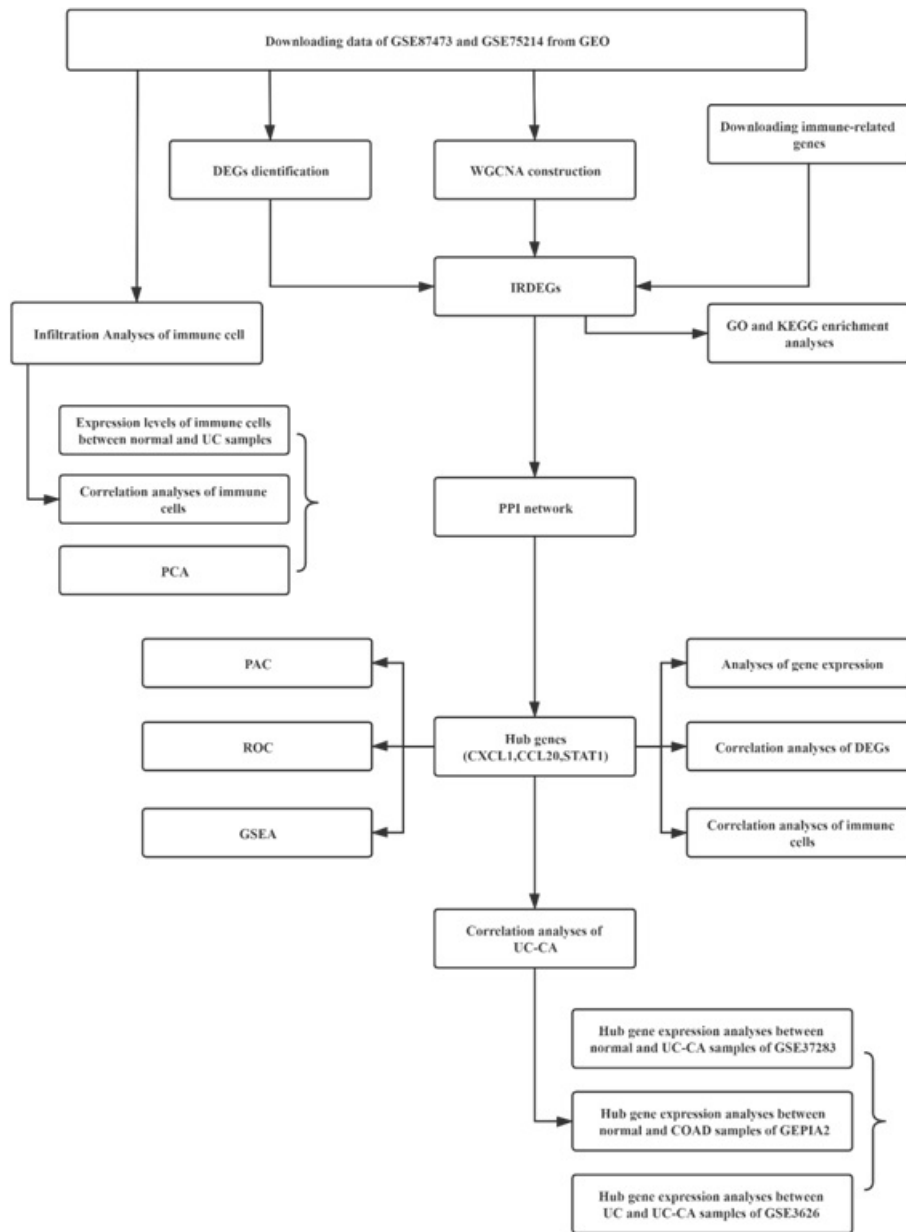 Downloading data of GSE87473 and GSE75214 from GEO
Downloading immune-related
genes
DEGs dientification
WGCNA construction
IRDEGs
Infiltration Analyses of immune cell
GO and KEGG enrichment
analyses
Expression levels of immune cells
between normal and UC samples
Correlation analyses of immune
cells
PCA
PPI network
PAC
ROC
GSEA
Hub genes
(CXCL1,CCL20,STAT1)
Analyses of gene expression
Correlation analyses of DEGs
Correlation analyses of immune
cells
Correlation analyses of
UC-CA
Hub gene expression analyses between
normal and UC-CA samples of GSE37283
Hub gene expression analyses between
normal and COAD samples of GEPIA2
Hub gene expression analyses between
UC and UC-CA samples of GSE3626